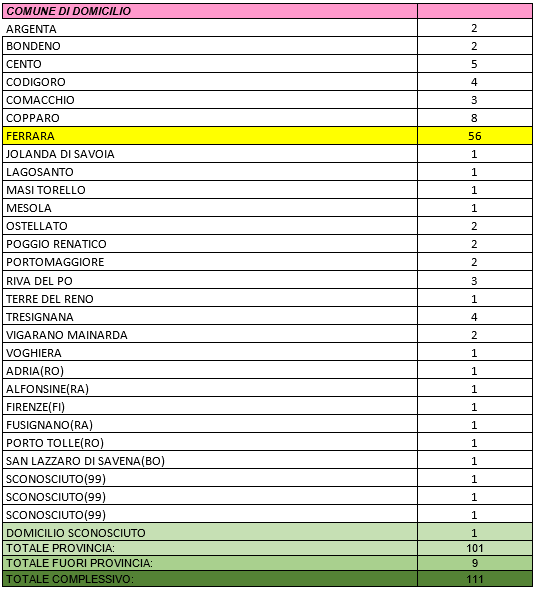 COMUNE DI DOMICILIO
ARGENTA 2
BONDENO 2
CENTO 5
CODIGORO 4
COMACCHIO 3
COPPARO 8
FERRARA 56
JOLANDA DI SAVOIA 1
LAGOSANTO 1
MASI TORELLO 1
MESOLA 1
OSTELLATO 2
POGGIO RENATICO 2
PORTOMAGGIORE 2
RIVA DEL PO 3
TERRE DEL RENO 1
TRESIGNANA 4
VIGARANO MAINARDA 2
VOGHIERA 1
ADRIA(RO) 1
ALFONSINE(RA) 1
FIRENZE(FI) 1
FUSIGNANO(RA) 1
PORTO TOLLE(RO) 1
SAN LAZZARO DI SAVENA(BO) 1
SCONOSCIUTO(99) 1
SCONOSCIUTO(99) 1
SCONOSCIUTO(99) 1
DOMICILIO SCONOSCIUTO 1
TOTALE PROVINCIA: 101
TOTALE FUORI PROVINCIA: 9
TOTALE COMPLESSIVO: 111